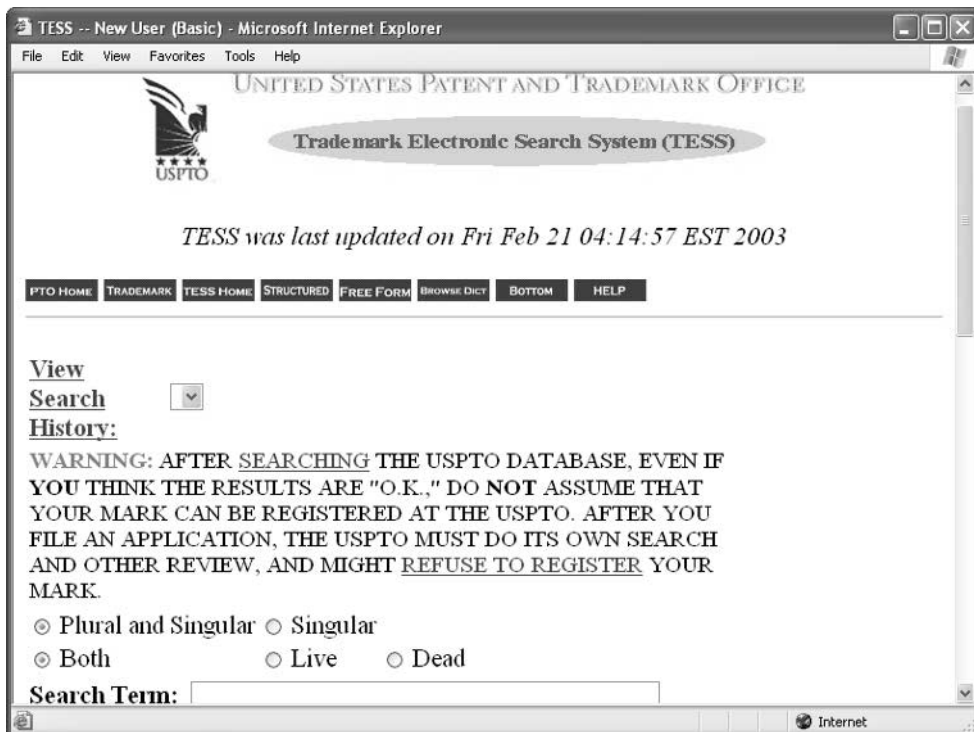 TESS -- New User (Basic) - Microsoft Internet Explorer
File Edit View Favorites Tools Help
UNITED STATES PATENT AND TRADEMARK OFFICE
Trademark Electronic Search System (TESS)
USPTO
TESS was last updated on Fri Feb 21 04:14:57 EST 2003
PTO HOME TRADEMARK TESS HOME STRUCTURED FREE FORM BROWSE DICT BOTTOM HELP
View
Search
History:
WARNING: AFTER SEARCHING THE USPTO DATABASE, EVEN IF
YOU THINK THE RESULTS ARE "O.K.," DO NOT ASSUME THAT
YOUR MARK CAN BE REGISTERED AT THE USPTO. AFTER YOU
FILE AN APPLICATION, THE USPTO MUST DO ITS OWN SEARCH
AND OTHER REVIEW, AND MIGHT REFUSE TO REGISTER YOUR
MARK.
Plural and Singular Singular
Both Live Dead
Search Term:
Internet